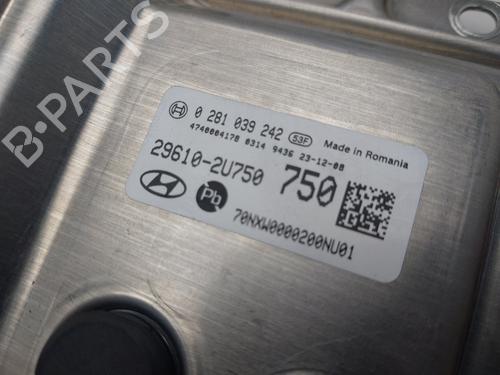 B-PARTS
0 281 039 242 53F Made in Romania
4740004178 0314 9436 23-12-08
29610-2U750 750
Pb
70NXW0000200NU01